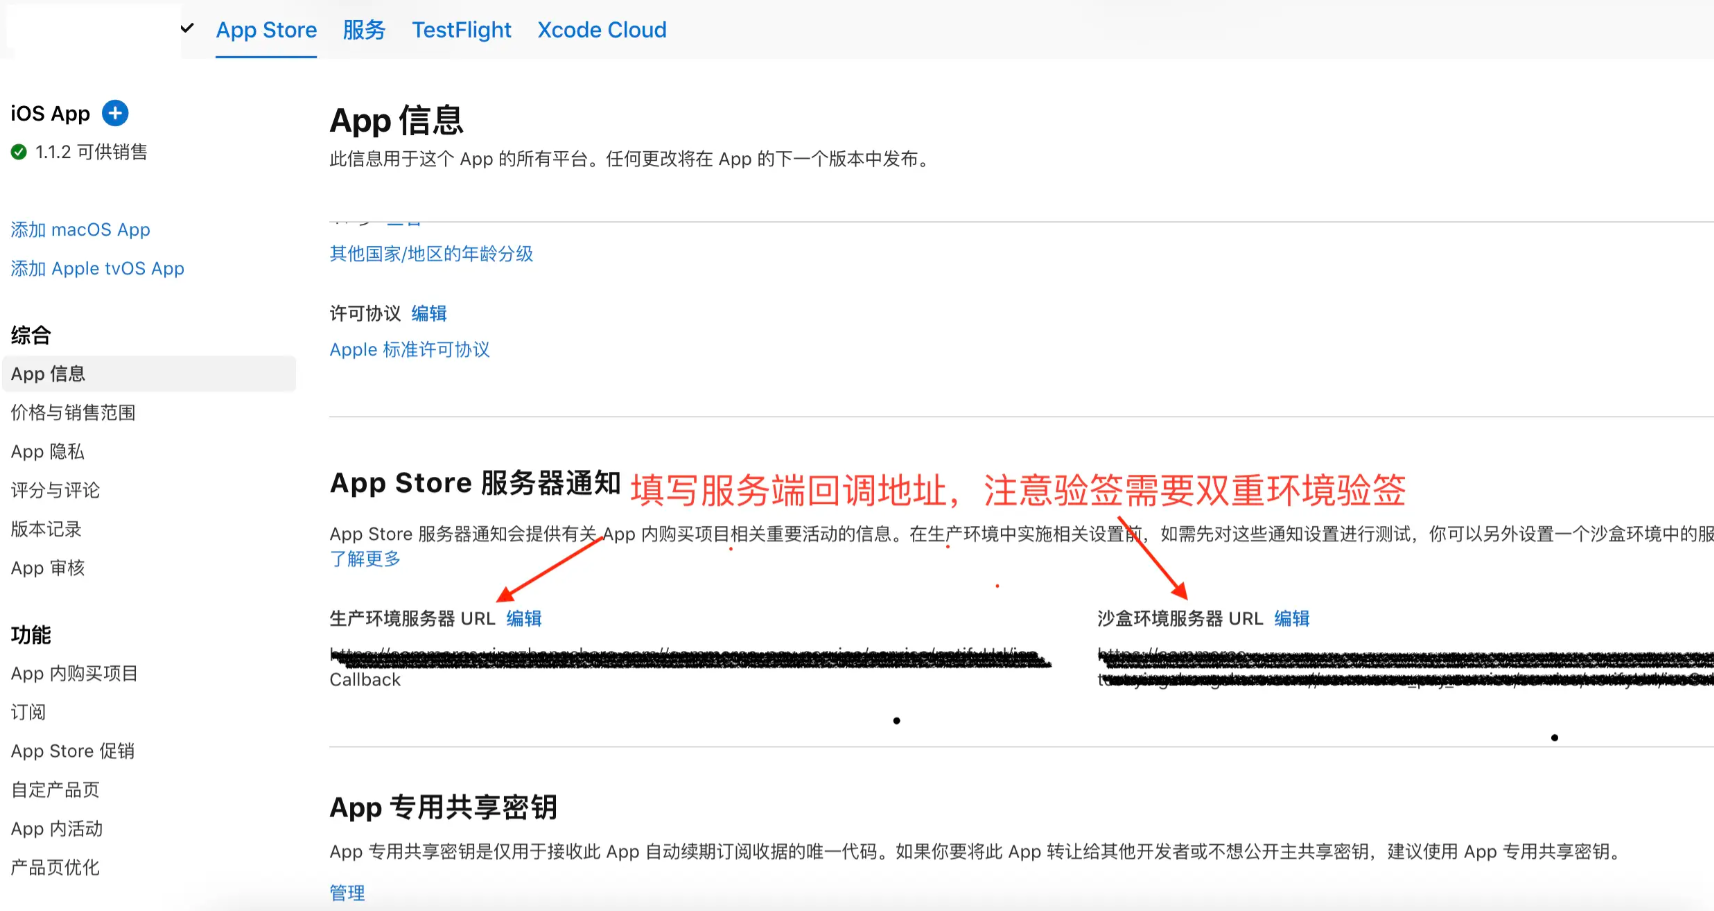 App Store 服务 TestFlight Xcode Cloud
iOS App
1.1.2 可供销售
添加 macOS App
添加 Apple tvOS App
综合
App 信息
价格与销售范围
App 隐私
评分与评论
版本记录
App 审核
功能
App 内购买项目
订阅
App Store 促销
自定产品页
App 内活动
产品页优化
App 信息
此信息用于这个 App 的所有平台。任何更改将在 App 的下一个版本中发布。
其他国家/地区的年龄分级
许可协议 编辑
Apple 标准许可协议
App Store 服务器通知 填写服务端回调地址，注意验签需要双重环境验签
App Store 服务器通知会提供有关 App 内购买项目相关重要活动的信息。在生产环境中实施相关设置前，如需先对这些通知设置进行测试，你可以另外设置一个沙盒环境中的服
了解更多
生产环境服务器 URL 编辑
Callback
沙盒环境服务器 URL 编辑
App 专用共享密钥
App 专用共享密钥是仅用于接收此 App 自动续期订阅收据的唯一代码。如果你要将此 App 转让给其他开发者或不想公开主共享密钥，建议使用 App 专用共享密钥。
管理